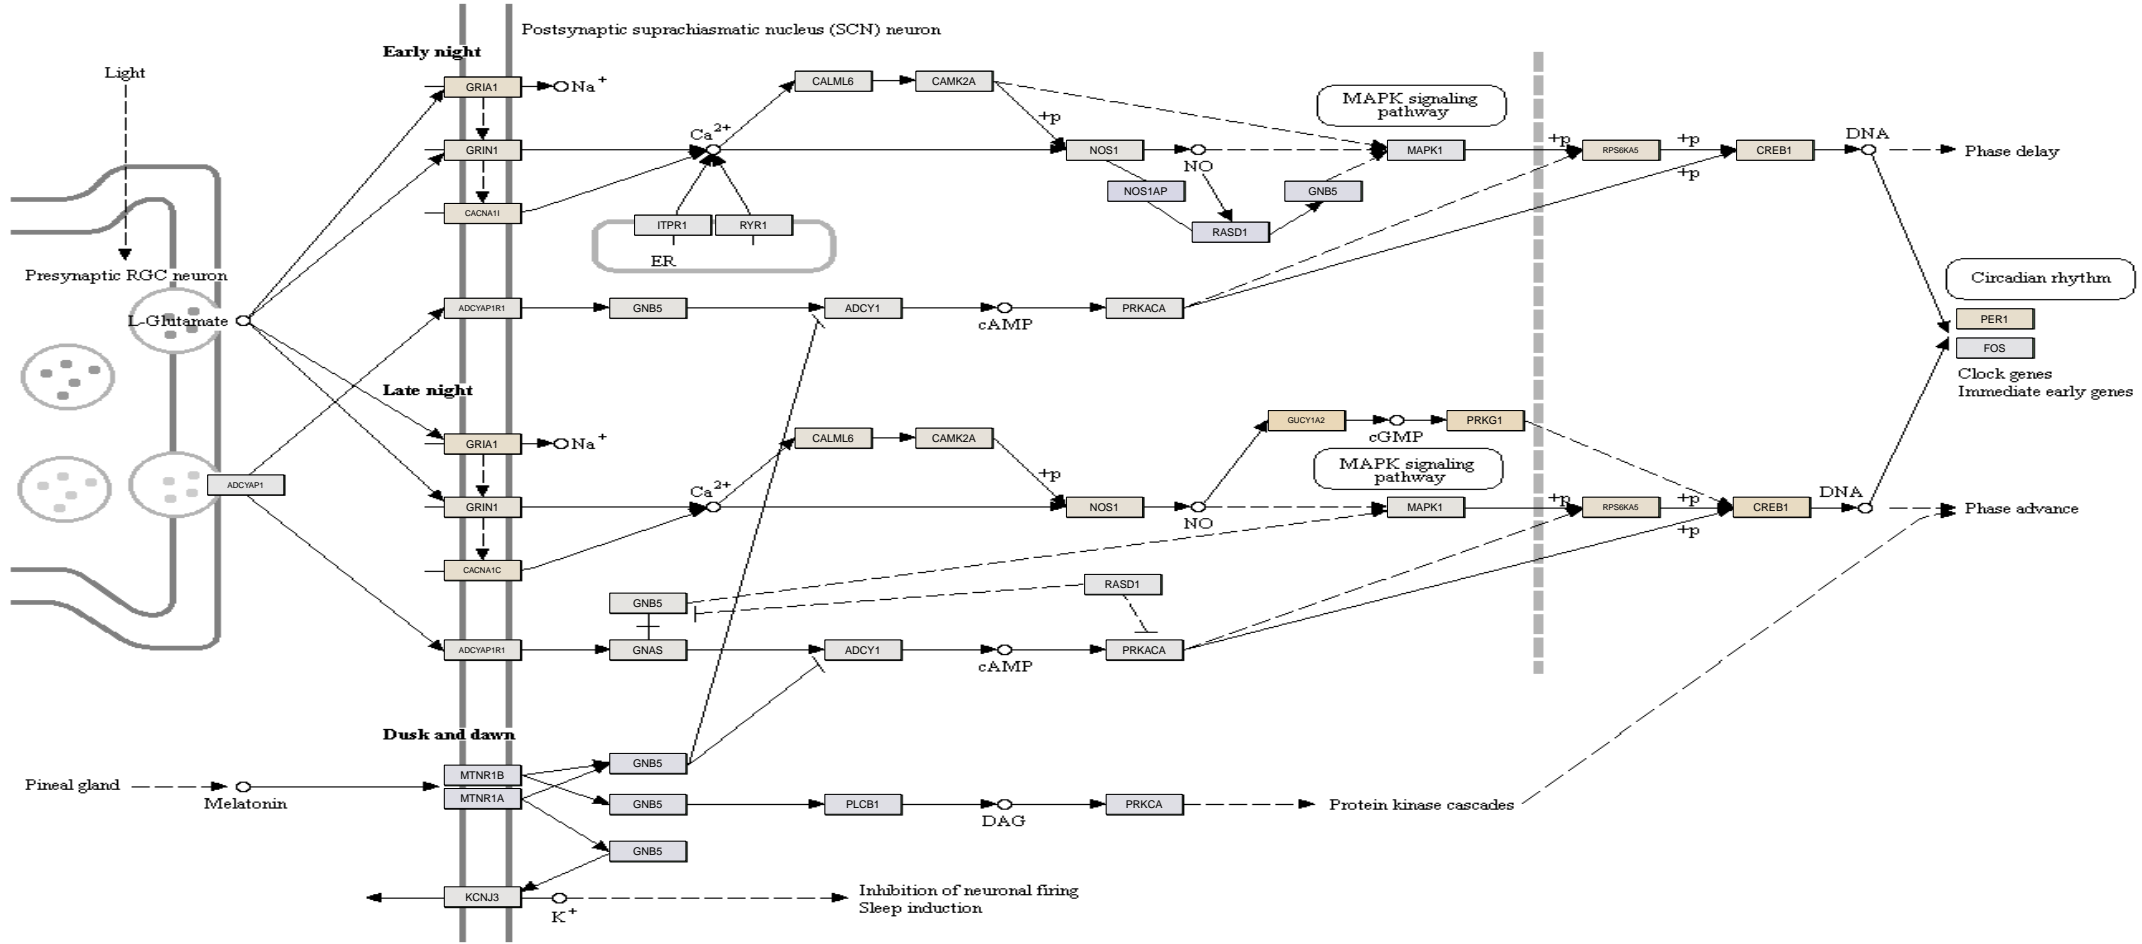 Postsynaptic suprachiasmatic nucleus (SCN) neuron
Early night
Light
GRIA1
Na+
CALML6
CAMK2A
MAPK signaling
pathway
+p
Ca2+
GRIN1
NOS1
NO
MAPK1
+p
RPS6KA5
+p
CREB1
DNA
Phase delay
+p
NOS1AP
GNB5
CACNA1I
ITPR1
RYR1
RASD1
ER
Presynaptic RGC neuron
Circadian rhythm
L-Glutamate
ADCYAP1R1
GNB5
ADCY1
cAMP
PRKACA
PER1
FOS
Clock genes
Immediate early genes
Late night
GRIA1
Na+
CALML6
CAMK2A
GUCY1A2
cGMP
PRKG1
MAPK signaling
pathway
+p
ADCYAP1
Ca2+
GRIN1
NOS1
NO
MAPK1
+p
RPS6KA5
+p
CREB1
DNA
Phase advance
+p
CACNA1C
RASD1
GNB5
ADCYAP1R1
GNAS
ADCY1
cAMP
PRKACA
Dusk and dawn
GNB5
Pineal gland
Melatonin
MTNR1B
MTNR1A
GNB5
PLCB1
DAG
PRKCA
Protein kinase cascades
GNB5
KCNJ3
K+
Inhibition of neuronal firing
Sleep induction